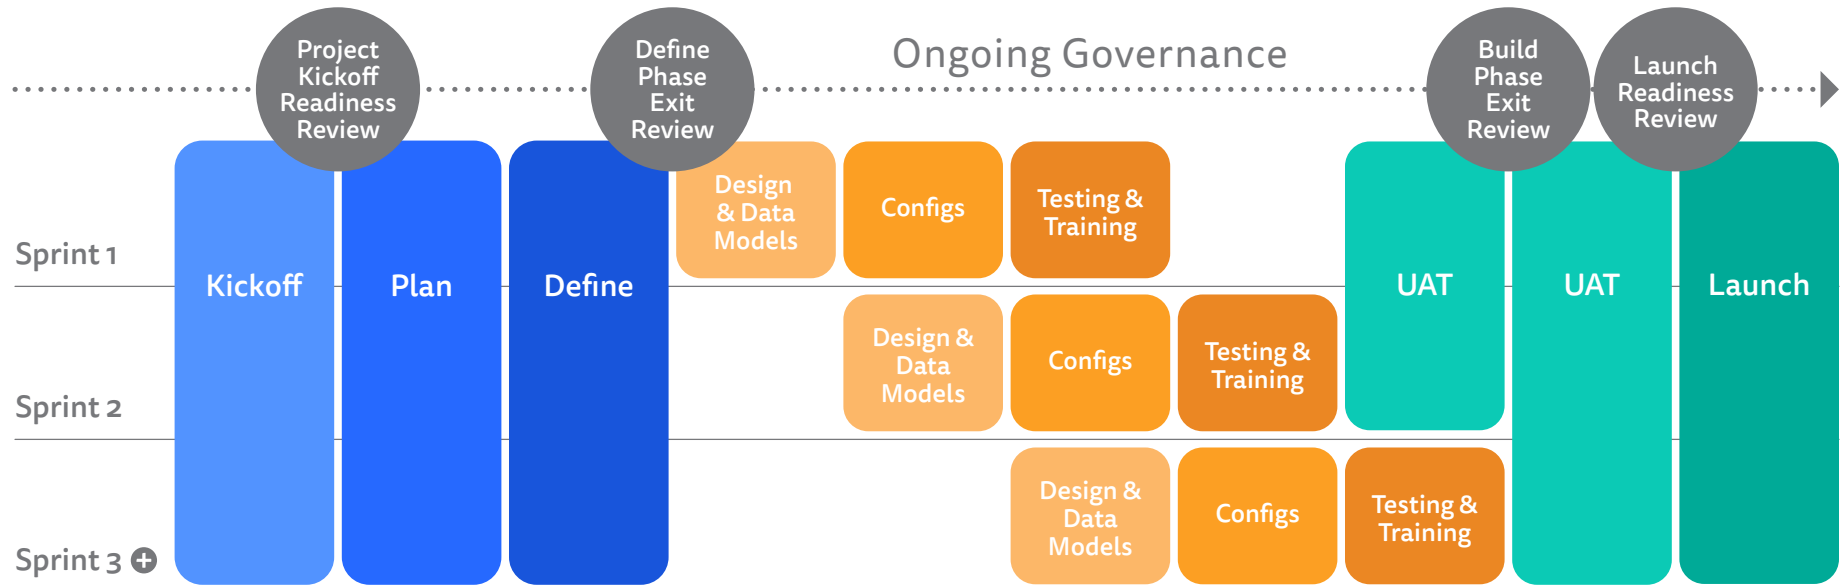 Project
Kickoff
Readiness
Review
Define
Phase
Exit
Review
Ongoing Governance
Build
Phase
Exit
Review
Launch
Readiness
Review
Sprint 1
Kickoff
Plan
Define
Design
& Data
Models
Configs
Testing &
Training
UAT
UAT
Launch
Sprint 2
Design &
Data
Models
Configs
Testing &
Training
Sprint 3 +
Design &
Data
Models
Configs
Testing &
Training